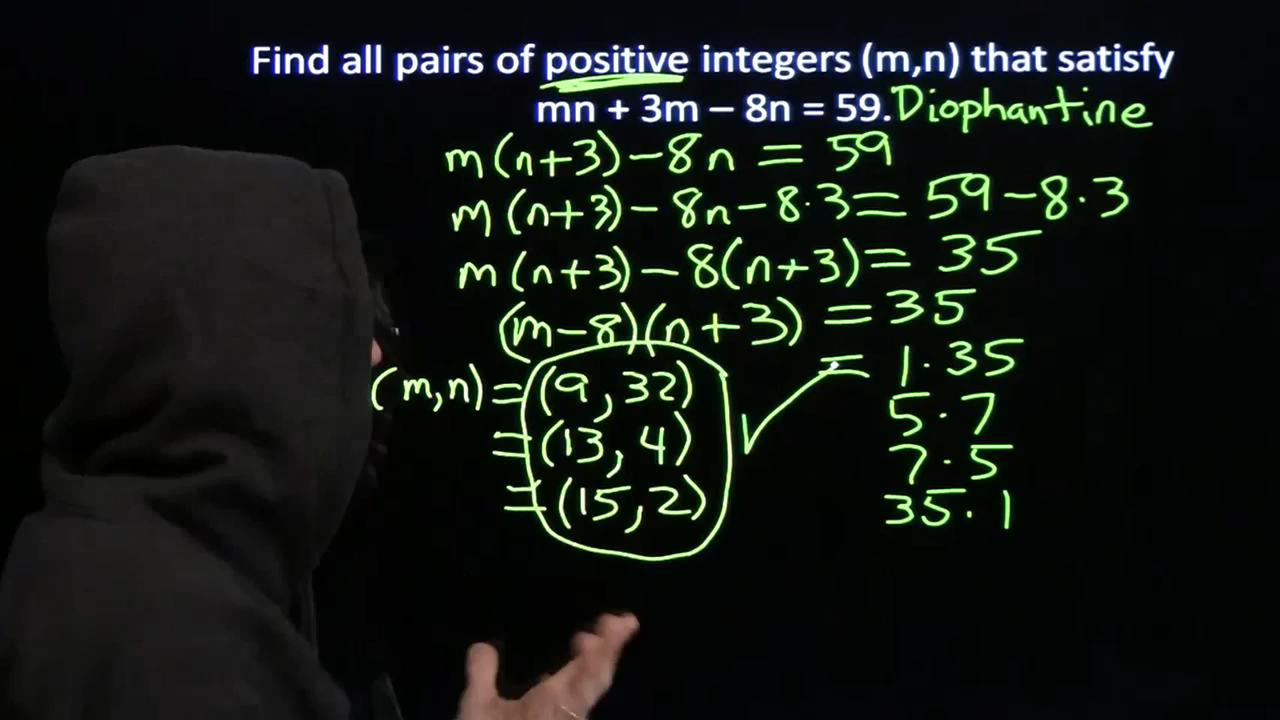 Find all pairs of positive integers (m,n) that satisfy
mn + 3m – 8n = 59. Diophantine
m(n+3)-8n = 59
m(n+3)-8n-8·3 = 59-8·3
m(n+3)-8(n+3) = 35
(m-8)(n+3) = 35
= 1·35
(m,n) = (9,32)
5·7
= (13,4)
7·5
= (15,2)
35·1